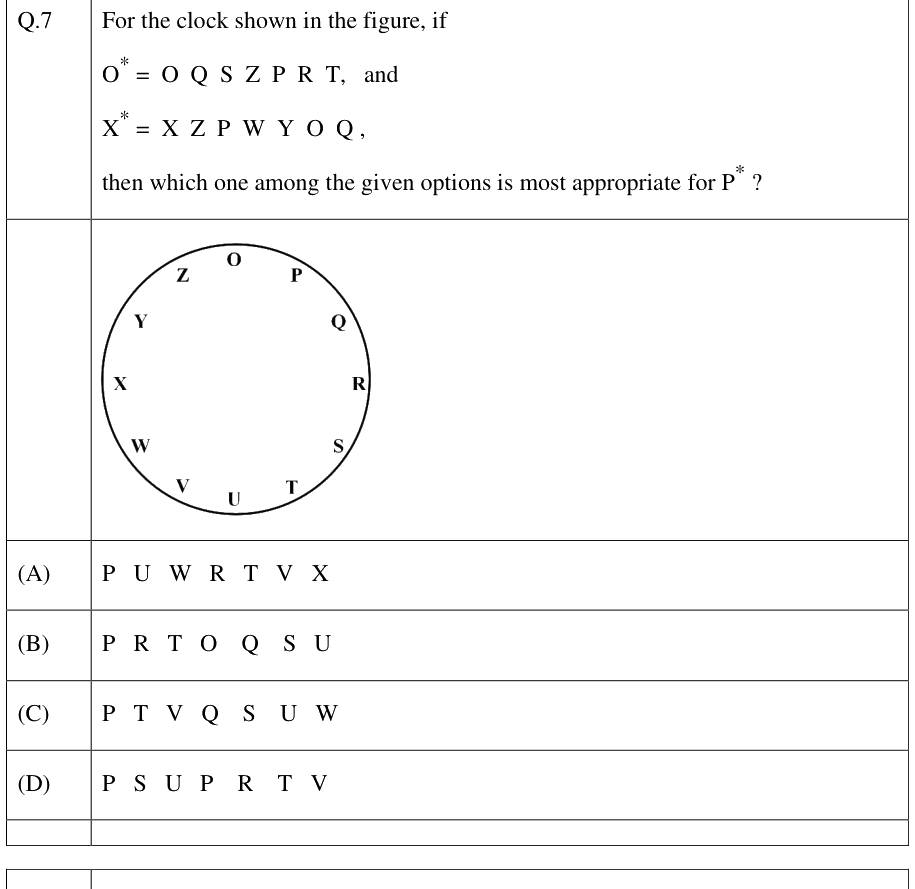 Q.7 For the clock shown in the figure, if
O* = O Q S Z P R T, and
X* = X Z P W Y O Q ,
then which one among the given options is most appropriate for P* ?
O
Z P
Y Q
X R
W S
V T
U
(A) P U W R T V X
(B) P R T O Q S U
(C) P T V Q S U W
(D) P S U P R T V